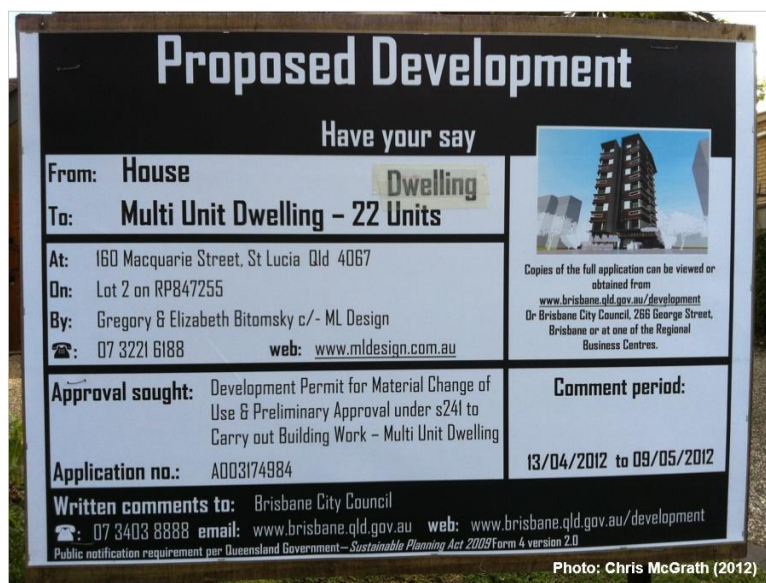 Proposed Development
Have your say
From: House
Dwelling
To: Multi Unit Dwelling – 22 Units
At: 160 Macquarie Street, St Lucia Qld 4067
On: Lot 2 on RP847255
By: Gregory & Elizabeth Bitomsky c/- ML Design
☎: 07 3221 6188 web: www.mldesign.com.au
Copies of the full application can be viewed or
obtained from
www.brisbane.qld.gov.au/development
Or Brisbane City Council, 266 George Street,
Brisbane or at one of the Regional
Business Centres.
Approval sought: Development Permit for Material Change of
Use & Preliminary Approval under s241 to
Carry out Building Work – Multi Unit Dwelling
Application no.: A003174984
Comment period:
13/04/2012 to 09/05/2012
Written comments to: Brisbane City Council
☎: 07 3403 8888 email: www.brisbane.qld.gov.au web: www.brisbane.qld.gov.au/development
Public notification requirement per Queensland Government—Sustainable Planning Act 2009 Form 4 version 2.0
Photo: Chris McGrath (2012)